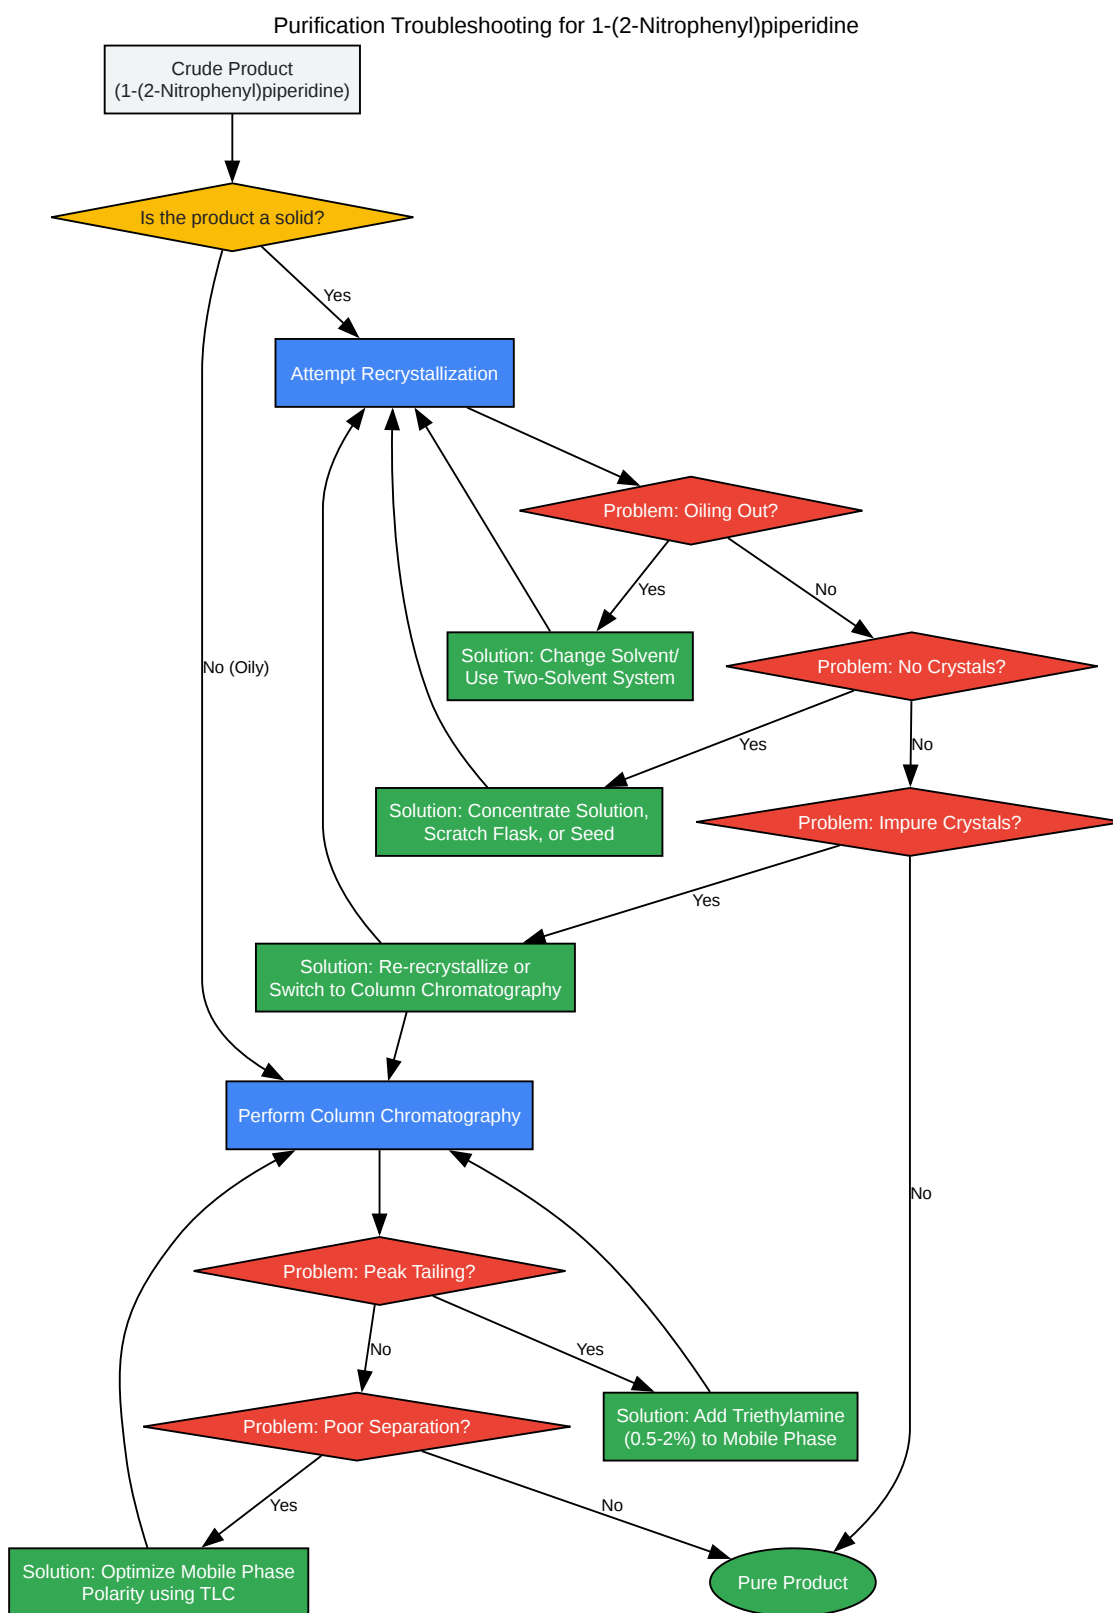 Purification Troubleshooting for 1-(2-Nitrophenyl)piperidine
Crude Product
(1-(2-Nitrophenyl)piperidine)
Is the product a solid?
Yes
Attempt Recrystallization
Problem: Oiling Out?
Yes
No
Solution: Change Solvent/
Use Two-Solvent System
Problem: No Crystals?
No (Oily)
Yes
No
Solution: Concentrate Solution,
Scratch Flask, or Seed
Problem: Impure Crystals?
Yes
Solution: Re-recrystallize or
Switch to Column Chromatography
Perform Column Chromatography
No
Problem: Peak Tailing?
No
Yes
Solution: Add Triethylamine
(0.5-2%) to Mobile Phase
Problem: Poor Separation?
Yes
No
Solution: Optimize Mobile Phase
Polarity using TLC
Pure Product